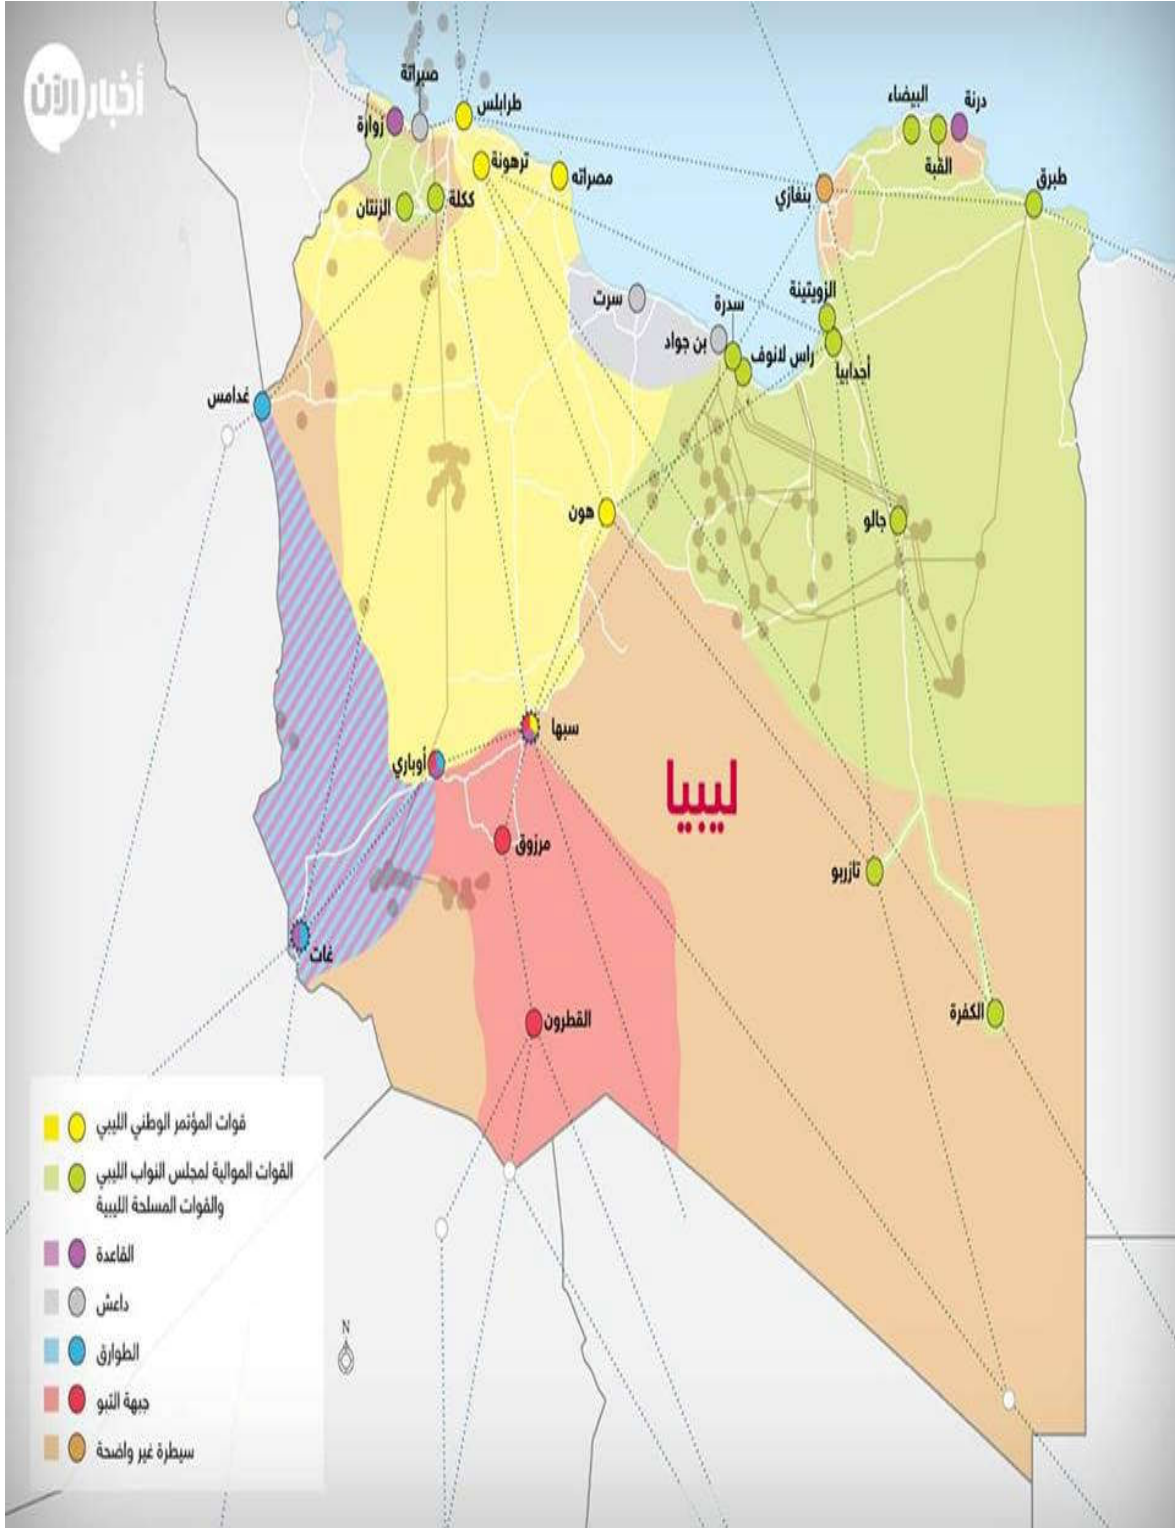 أخبار الآن
صبراتة
طرابلس
زوارة
ترهونة
مصراته
الزنتان
ككلة
البيضاء
درنة
القبة
طبرق
بنغازي
سرت
سدرة
الزويتينة
بن جواد
راس لانوف
أجدابيا
غدامس
هون
جالو
سبها
أوباري
ليبيا
مرزوق
تازربو
غات
القطرون
الكفرة
قوات المؤتمر الوطني الليبي
القوات الموالية لمجلس النواب الليبي
والقوات المسلحة الليبية
القاعدة
داعش
الطوارق
جبهة التبو
سيطرة غير واضحة
N